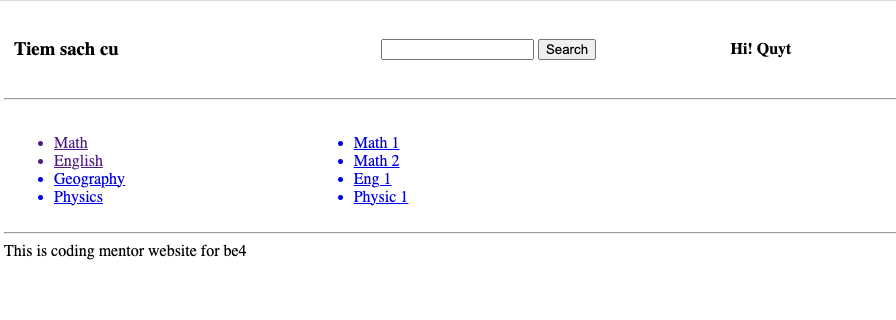 Tiem sach cu
Search
Hi! Quyt
Math
English
Geography
Physics
Math 1
Math 2
Eng 1
Physic 1
This is coding mentor website for be4